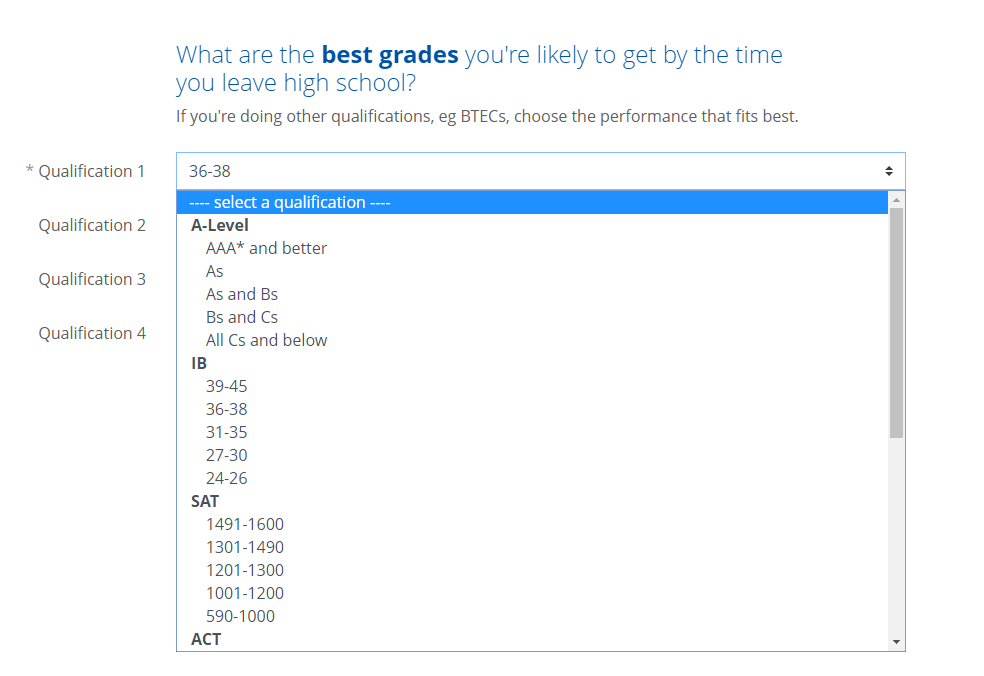 What are the best grades you're likely to get by the time
you leave high school?
If you're doing other qualifications, eg BTECs, choose the performance that fits best.
* Qualification 1
36-38
---- select a qualification ----
Qualification 2
A-Level
AAA* and better
As
Qualification 3
As and Bs
Bs and Cs
Qualification 4
All Cs and below
IB
39-45
36-38
31-35
27-30
24-26
SAT
1491-1600
1301-1490
1201-1300
1001-1200
590-1000
ACT